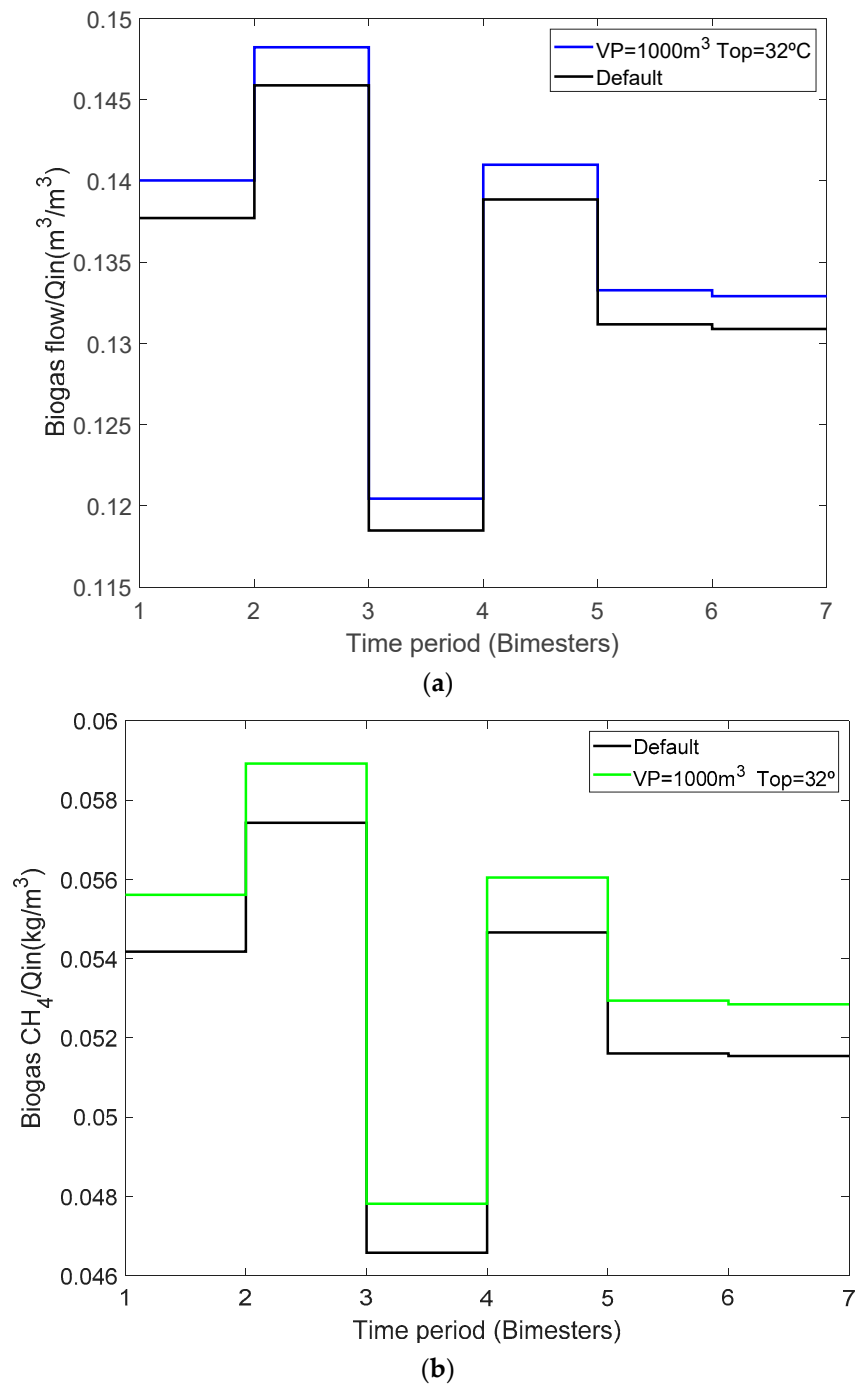 0.15
0.145
0.14
0.135
0.13
0.125
0.12
0.115
Biogas flow/Qin(m³/m³)
VP=1000m³ Top=32ºC
Default
1 2 3 4 5 6 7
Time period (Bimesters)
(a)
0.06
0.058
0.056
0.054
0.052
0.05
0.048
0.046
Biogas CH₄/Qin(kg/m³)
Default
VP=1000m³ Top=32º
1 2 3 4 5 6 7
Time period (Bimesters)
(b)